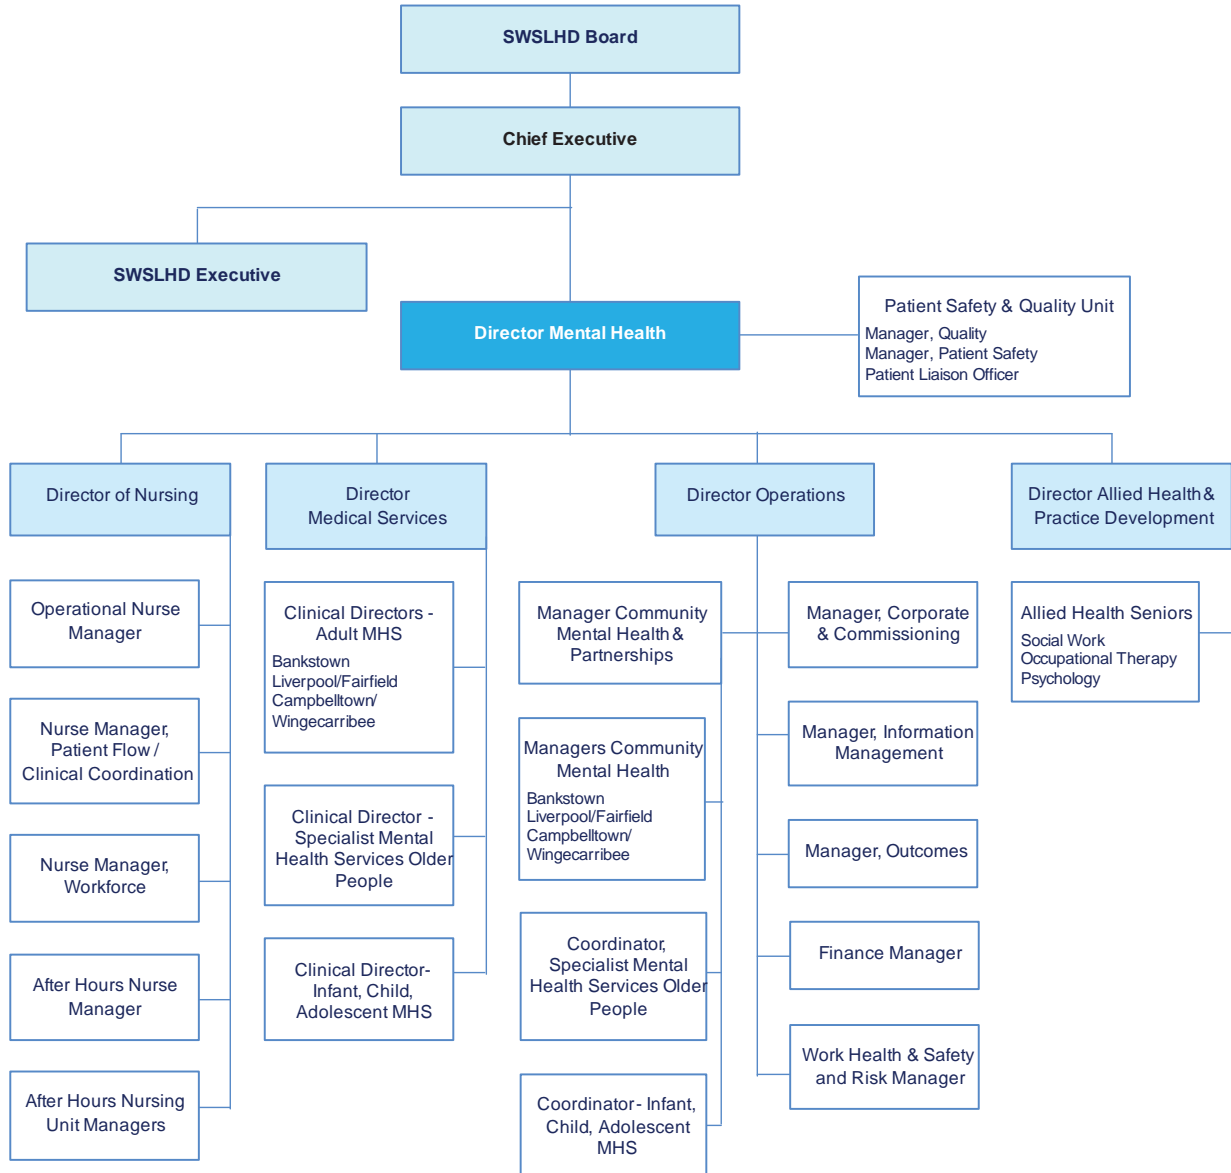 SWSLHD Board
Chief Executive
SWSLHD Executive
Director Mental Health
Patient Safety & Quality Unit
Manager, Quality
Manager, Patient Safety
Patient Liaison Officer
Director of Nursing
Operational Nurse
Manager
Nurse Manager,
Patient Flow /
Clinical Coordination
Nurse Manager,
Workforce
After Hours Nurse
Manager
After Hours Nursing
Unit Managers
Director
Medical Services
Clinical Directors -
Adult MHS
Bankstown
Liverpool/Fairfield
Campbelltown/
Wingecarribee
Clinical Director -
Specialist Mental
Health Services Older
People
Clinical Director-
Infant, Child,
Adolescent MHS
Director Operations
Manager Community
Mental Health &
Partnerships
Managers Community
Mental Health
Bankstown
Liverpool/Fairfield
Campbelltown/
Wingecarribee
Coordinator,
Specialist Mental
Health Services Older
People
Coordinator- Infant,
Child, Adolescent
MHS
Manager, Corporate
& Commissioning
Manager, Information
Management
Manager, Outcomes
Finance Manager
Work Health & Safety
and Risk Manager
Director Allied Health &
Practice Development
Allied Health Seniors
Social Work
Occupational Therapy
Psychology